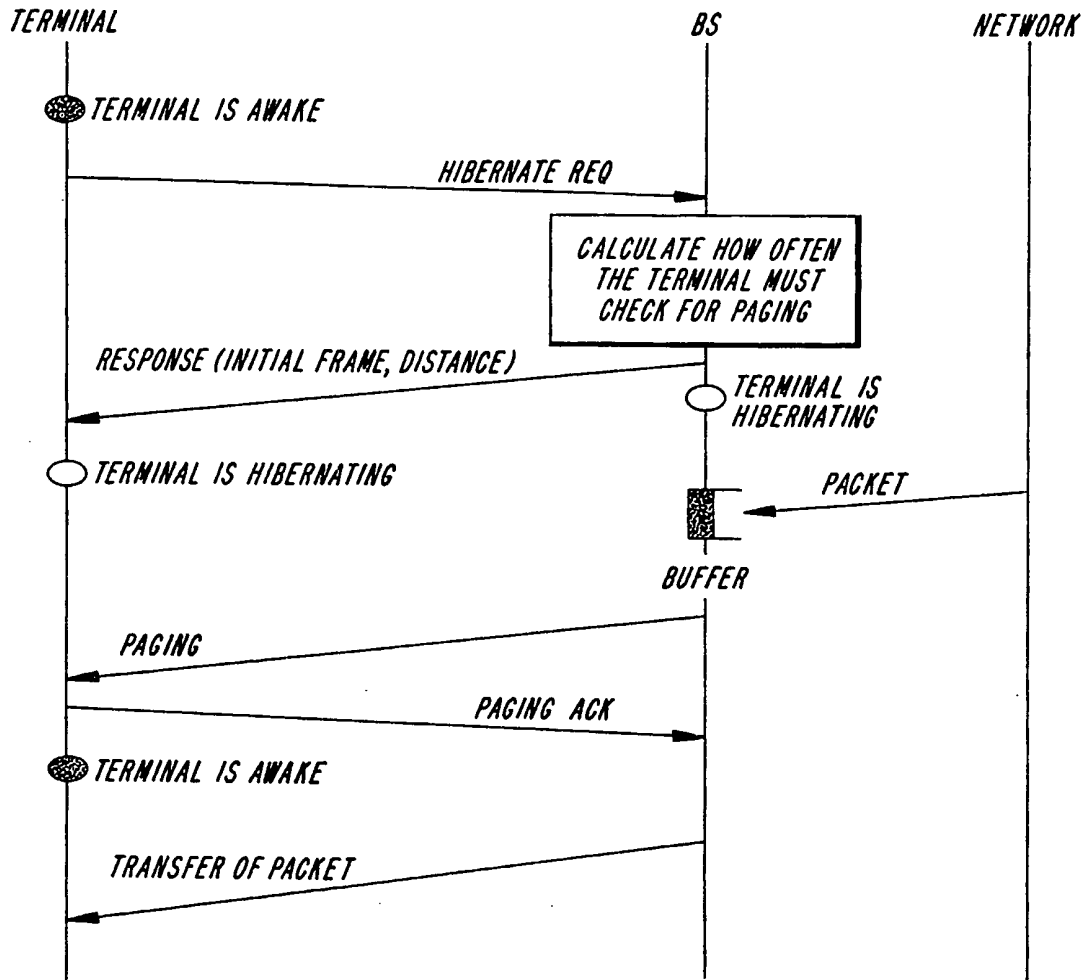 TERMINAL
BS
NETWORK
TERMINAL IS AWAKE
HIBERNATE REQ
CALCULATE HOW OFTEN
THE TERMINAL MUST
CHECK FOR PAGING
RESPONSE (INITIAL FRAME, DISTANCE)
TERMINAL IS
HIBERNATING
TERMINAL IS HIBERNATING
PACKET
BUFFER
PAGING
PAGING ACK
TERMINAL IS AWAKE
TRANSFER OF PACKET